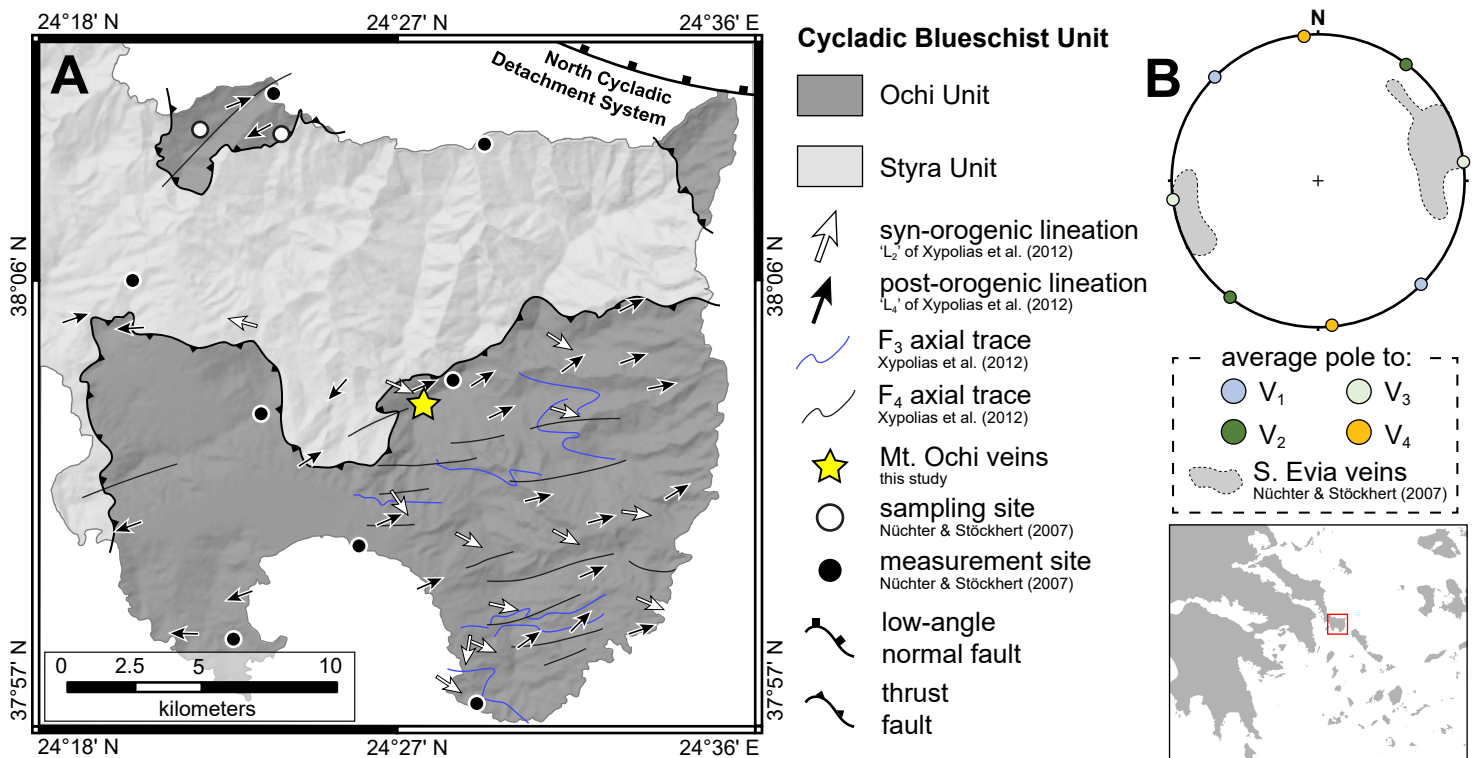 24°18' N
24°27' N
24°36' E
A
North Cycladic
Detachment System
38°06' N
38°06' N
37°57' N
37°57' N
0 2.5 5 10
kilometers
24°18' N
24°27' N
24°36' E
Cycladic Blueschist Unit
Ochi Unit
Styra Unit
syn-orogenic lineation
'L2' of Xypolias et al. (2012)
post-orogenic lineation
'L4' of Xypolias et al. (2012)
F3 axial trace
Xypolias et al. (2012)
F4 axial trace
Xypolias et al. (2012)
Mt. Ochi veins
this study
sampling site
Nüchter & Stöckhert (2007)
measurement site
Nüchter & Stöckhert (2007)
low-angle
normal fault
thrust
fault
B
N
average pole to:
V1
V3
V2
V4
S. Evia veins
Nüchter & Stöckhert (2007)